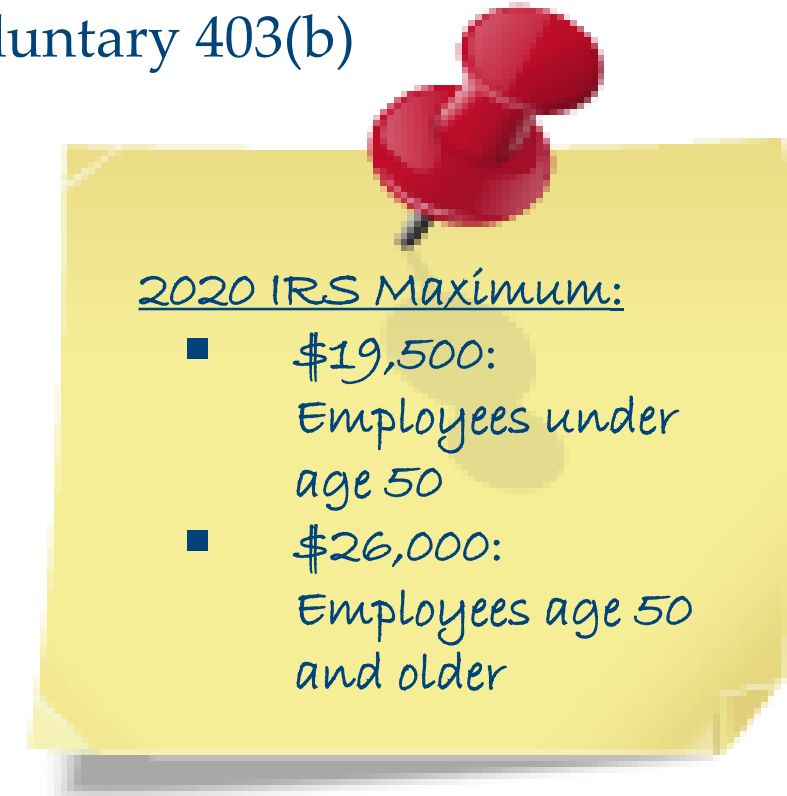 luntary 403(b)
2020 IRS Maximum:
▪ $19,500:
Employees under
age 50
▪ $26,000:
Employees age 50
and older